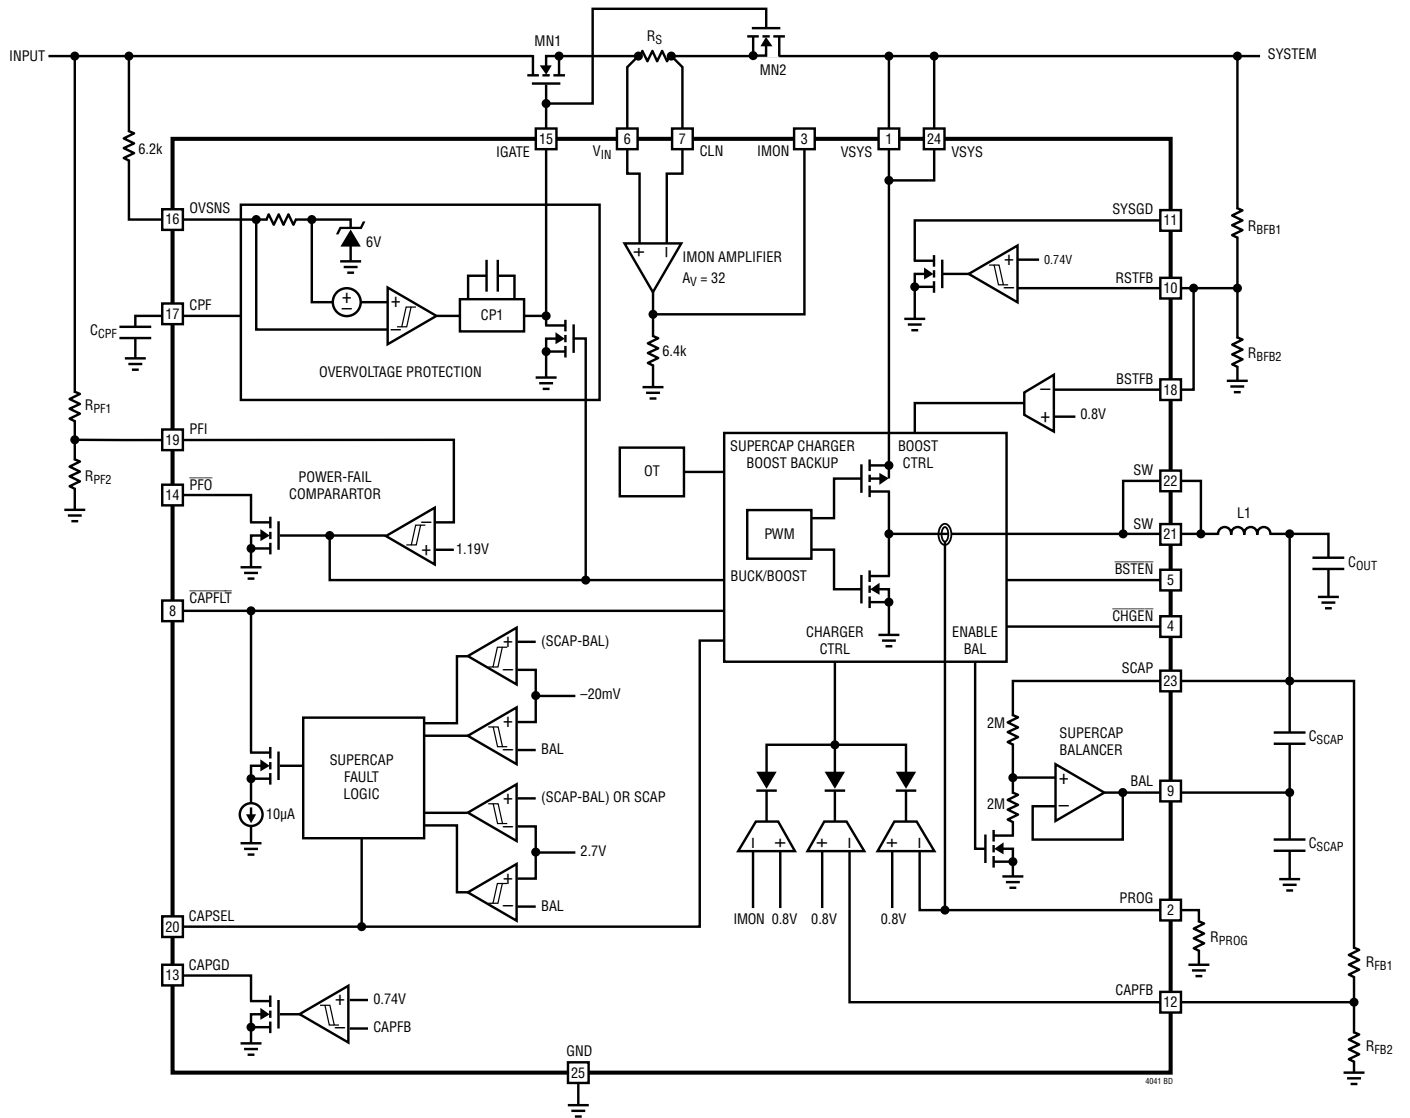 INPUT
MN1
RS
MN2
SYSTEM
6.2k
15
IGATE
6
VIN
7
CLN
3
IMON
1
VSYS
24
VSYS
16
OVSNS
6V
IMON AMPLIFIER
AV = 32
+
–
SYSGD
11
RBFB1
+
–
0.74V
RSTFB
10
17
CPF
CCPF
+
–
+
–
CP1
OVERVOLTAGE PROTECTION
6.4k
RBFB2
BSTFB
18
–
+
0.8V
RPF1
19
PFI
RPF2
14
PFO
POWER-FAIL
COMPARARTOR
–
+
1.19V
OT
SUPERCAP CHARGER
BOOST BACKUP
BOOST
CTRL
PWM
BUCK/BOOST
SW
22
SW
21
L1
COUT
BSTEN
5
CHGEN
4
CHARGER
CTRL
ENABLE
BAL
8
CAPFLT
+
–
(SCAP-BAL)
–20mV
+
–
BAL
SUPERCAP
FAULT
LOGIC
10µA
+
–
(SCAP-BAL) OR SCAP
2.7V
+
–
BAL
SCAP
23
2M
SUPERCAP
BALANCER
2M
+
–
BAL
9
CSCAP
CSCAP
– +
+ –
+ –
IMON 0.8V
0.8V
0.8V
PROG
2
RPROG
20
CAPSEL
13
CAPGD
+
–
0.74V
CAPFB
CAPFB
12
RFB1
RFB2
GND
25
4041 BD